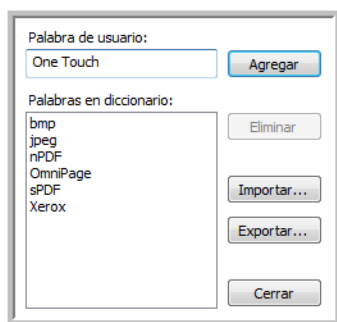 Palabra de usuario:
One Touch
Agregar
Palabras en diccionario:
bmp
jpeg
nPDF
OmniPage
sPDF
Xerox
Eliminar
Importar...
Exportar...
Cerrar